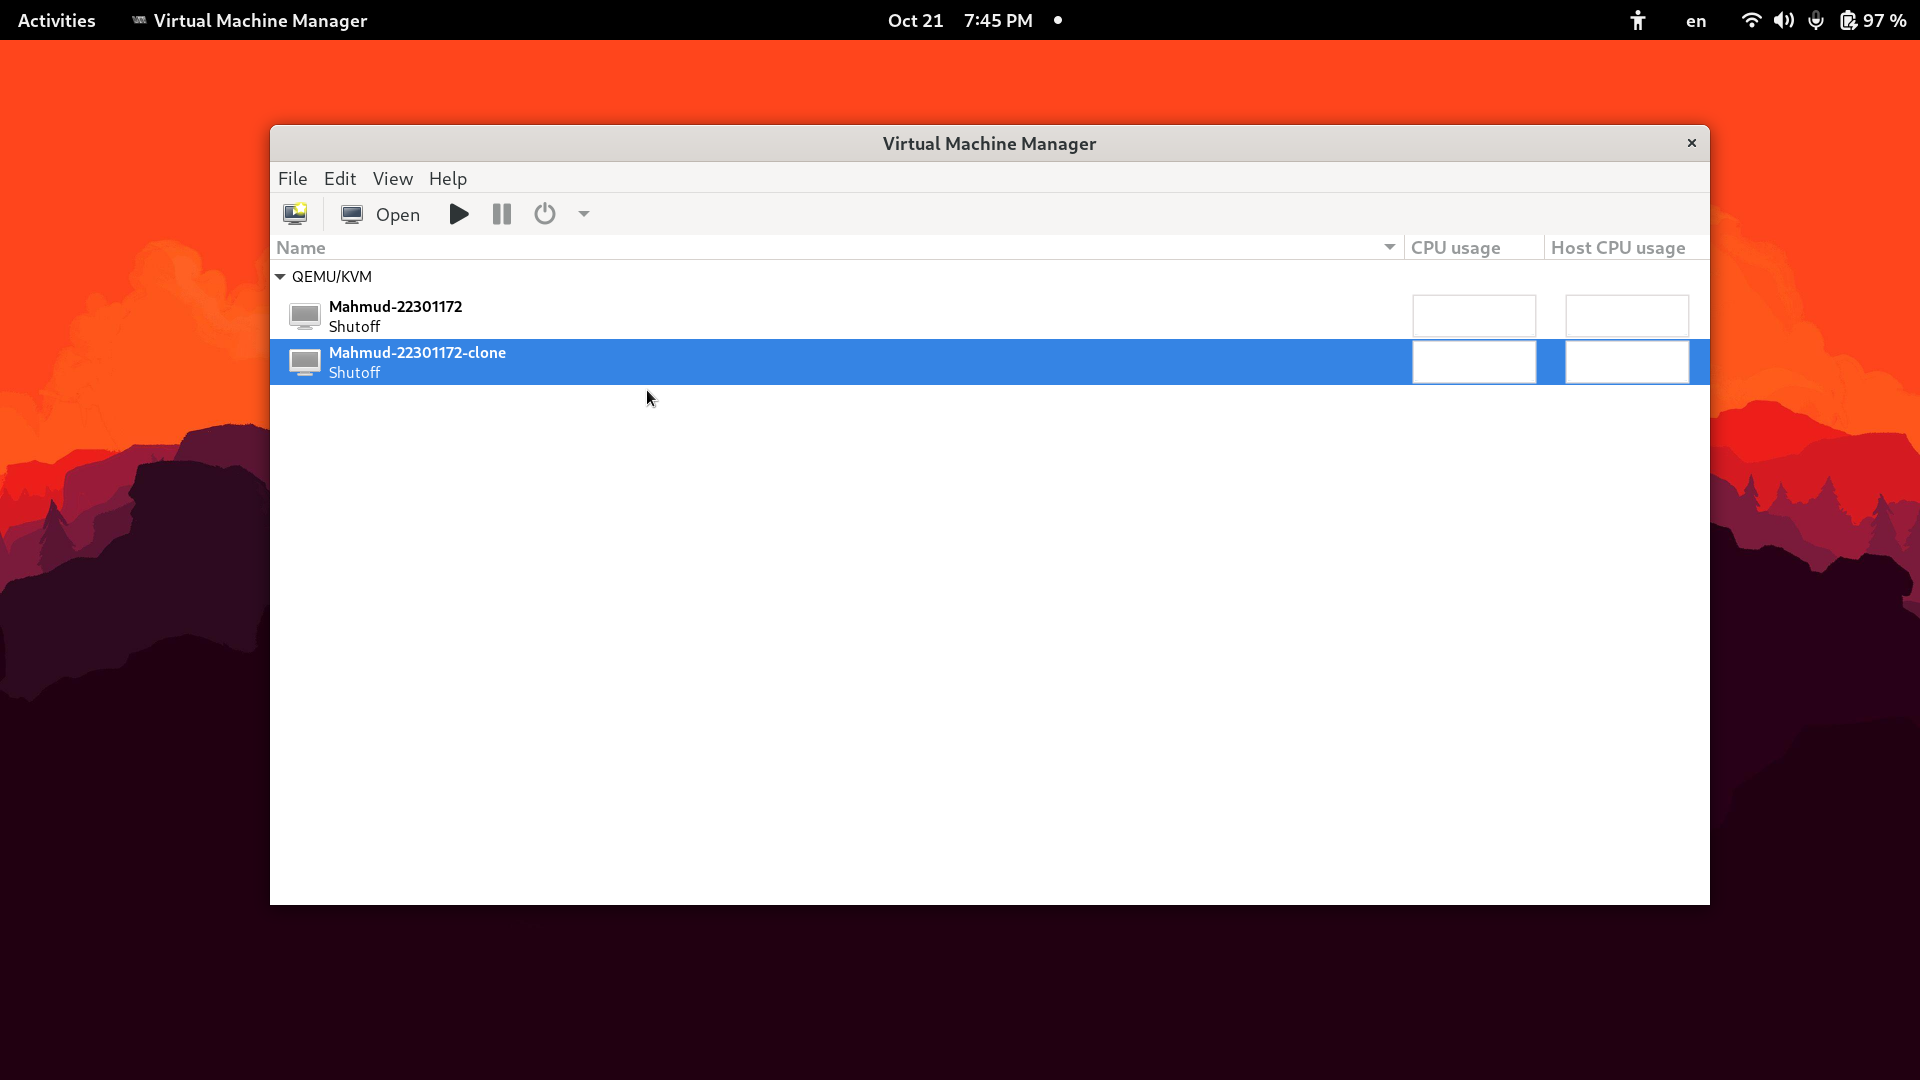 Activities Virtual Machine Manager Oct 21 7:45 PM en 97 %
Virtual Machine Manager
File Edit View Help
Open
Name CPU usage Host CPU usage
QEMU/KVM
Mahmud-22301172
Shutoff
Mahmud-22301172-clone
Shutoff